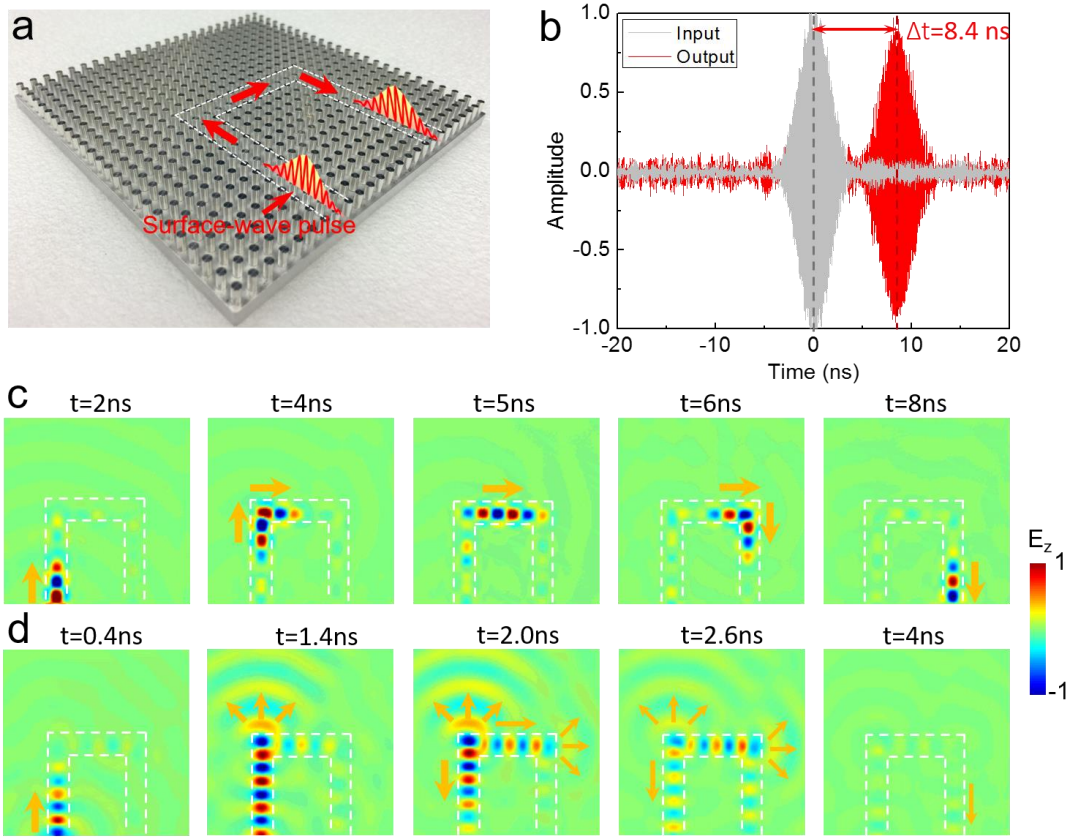 a
Surface-wave pulse
b
Input
Output
Δt=8.4 ns
1.0
0.5
0.0
-0.5
-1.0
Amplitude
-20 -10 0 10 20
Time (ns)
c
t=2ns t=4ns t=5ns t=6ns t=8ns
d
t=0.4ns t=1.4ns t=2.0ns t=2.6ns t=4ns
Ez
1
-1